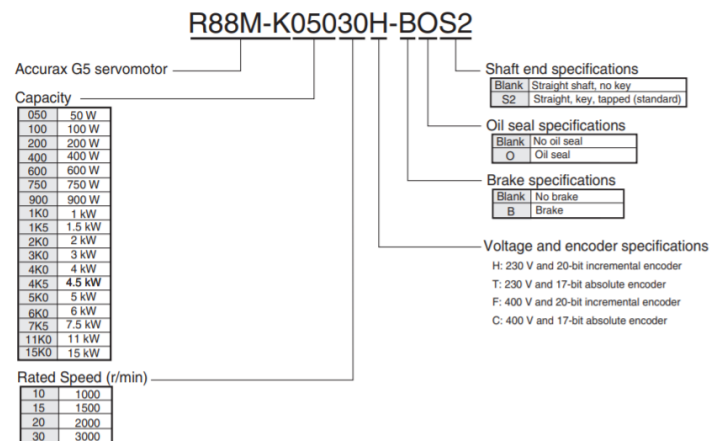 R88M-K05030H-BOS2
Accurax G5 servomotor
Capacity
050 50 W
100 100 W
200 200 W
400 400 W
600 600 W
750 750 W
900 900 W
1K0 1 kW
1K5 1.5 kW
2K0 2 kW
3K0 3 kW
4K0 4 kW
4K5 4.5 kW
5K0 5 kW
6K0 6 kW
7K5 7.5 kW
11K0 11 kW
15K0 15 kW
Rated Speed (r/min)
10 1000
15 1500
20 2000
30 3000
Shaft end specifications
Blank Straight shaft, no key
S2 Straight, key, tapped (standard)
Oil seal specifications
Blank No oil seal
O Oil seal
Brake specifications
Blank No brake
B Brake
Voltage and encoder specifications
H: 230 V and 20-bit incremental encoder
T: 230 V and 17-bit absolute encoder
F: 400 V and 20-bit incremental encoder
C: 400 V and 17-bit absolute encoder